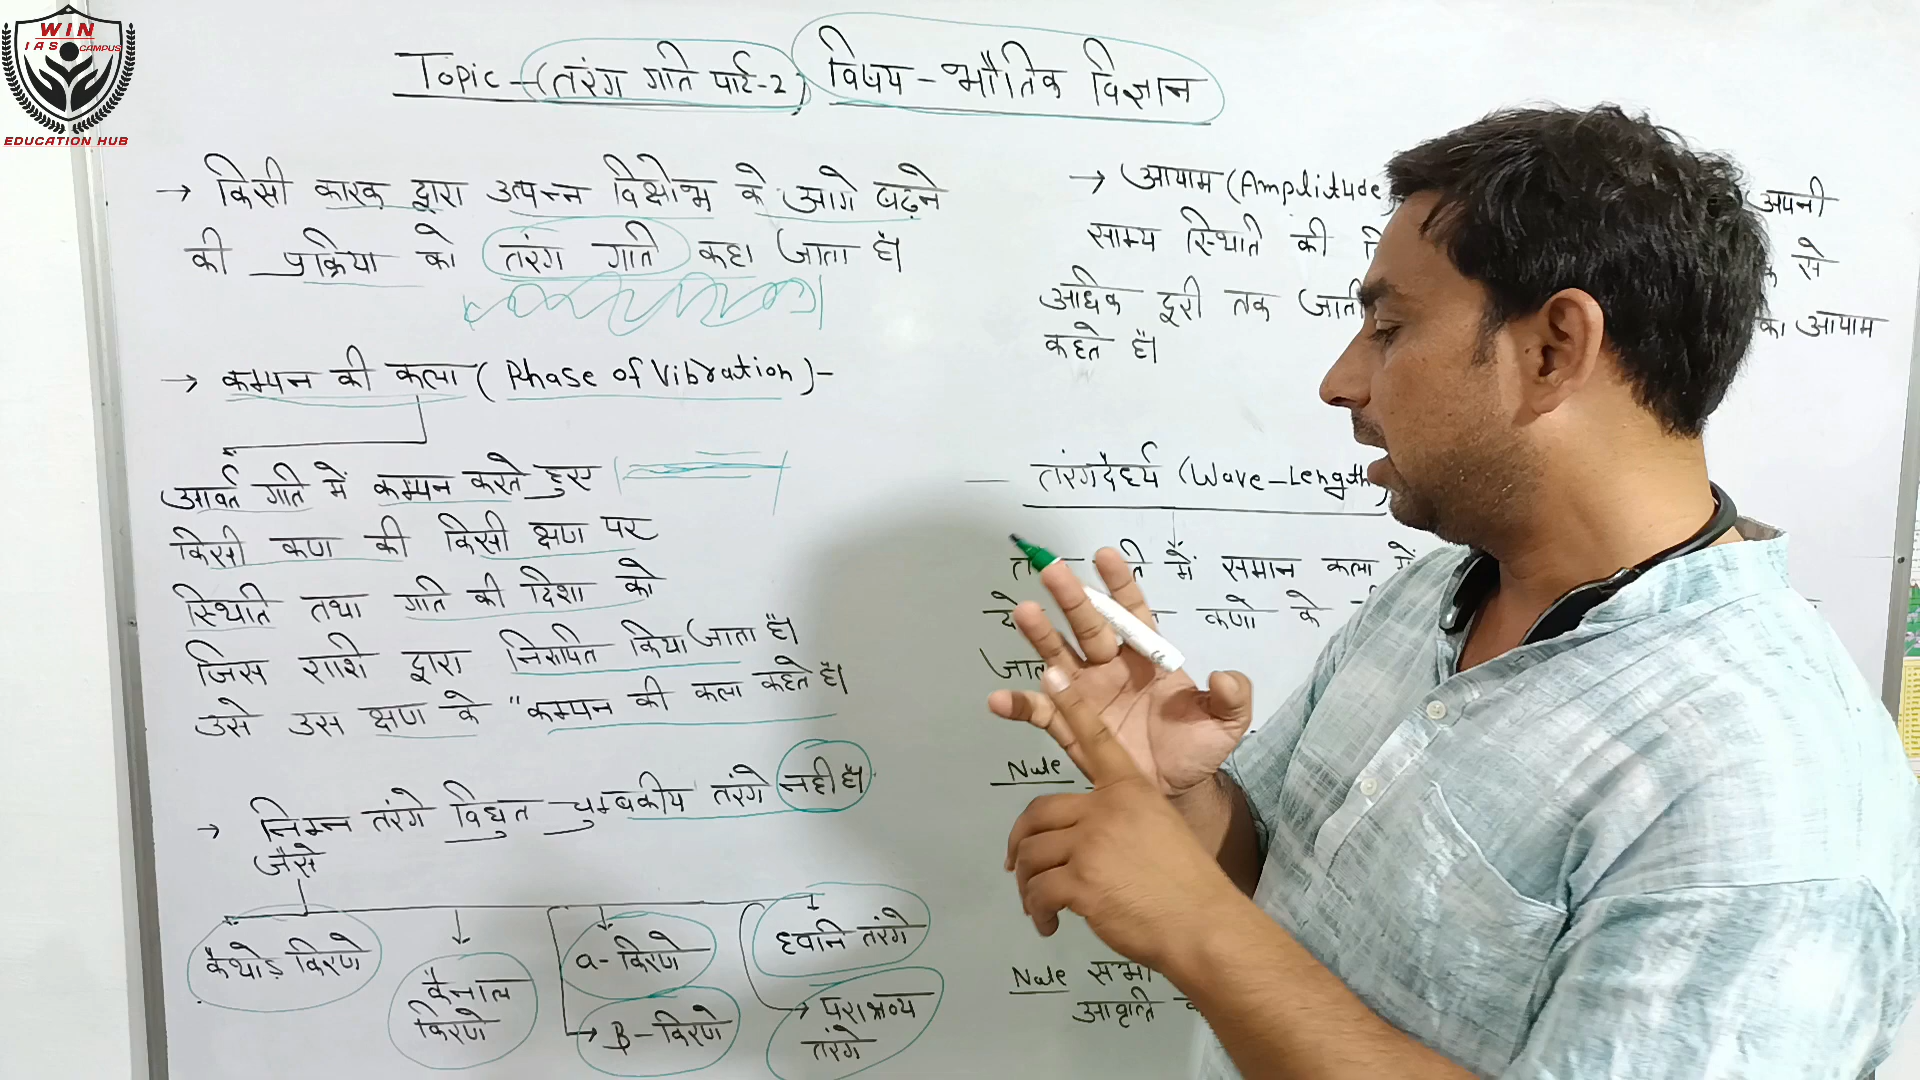 WIN
IAS CAMPUS
EDUCATION HUB
Topic-(तरंग गति पार्ट-2) विषय - भौतिक विज्ञान
→ किसी कारक द्वारा उत्पन्न विक्षोभ के आगे बढ़ने
की प्रक्रिया को तरंग गति कहा जाता है।
→ कम्पन की कला (Phase of Vibration)-
आवर्त गति में कम्पन करते हुए
किसी कण की किसी क्षण पर
स्थिति तथा गति की दिशा को
जिस राशि द्वारा निरूपित किया जाता है।
उसे उस क्षण के "कम्पन की कला कहते है।
→ निम्न तरंगे विद्युत चुम्बकीय तरंगे नही है।
जैसे
कैथोड़ किरणे
कैनाल
किरणे
a-किरणे
β-किरणे
ध्वनि तरंगे
→ पराश्रव्य
तरंगे
→ आयाम (Amplitude) अपनी
साम्य स्थिति की से
अधिक दूरी तक जाती का आयाम
कहते है।
तरंगदैर्ध्य (Wave-Length)
में समान कला में
कणो के
Note
Note सभी
आवृत्ति